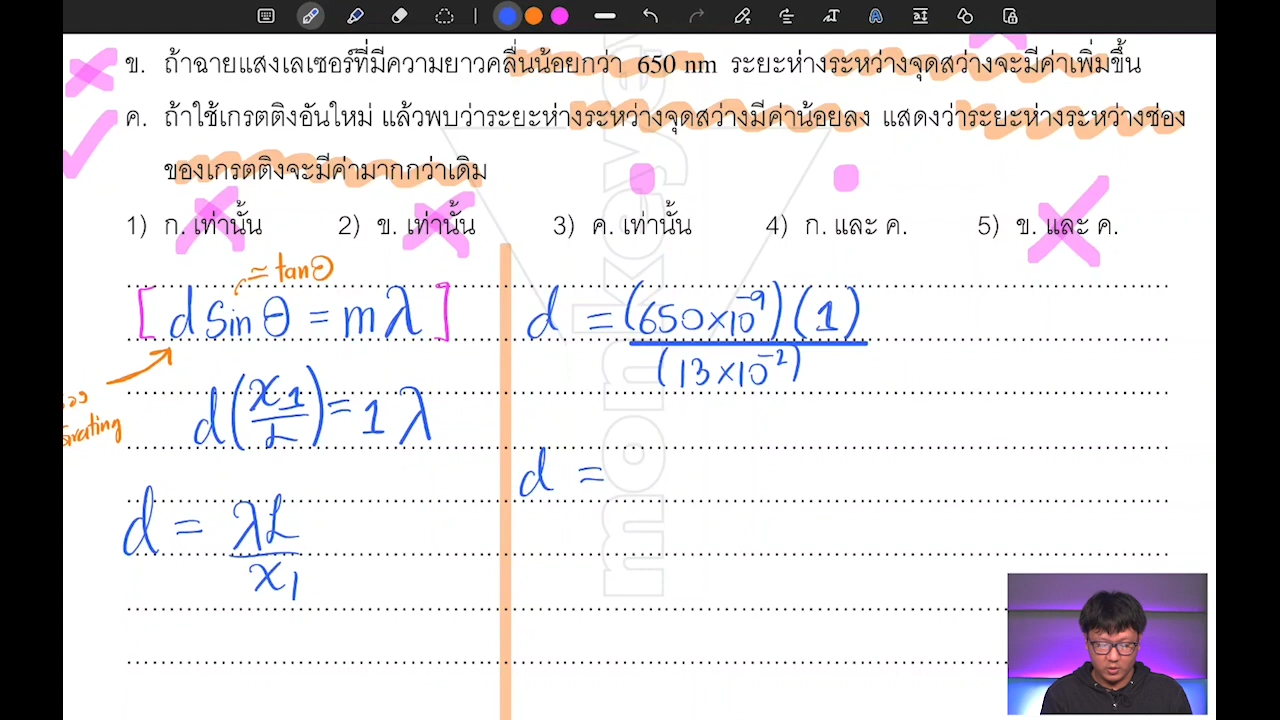 ข. ถ้าฉายแสงเลเซอร์ที่มีความยาวคลื่นน้อยกว่า 650 nm ระยะห่างระหว่างจุดสว่างจะมีค่าเพิ่มขึ้น
ค. ถ้าใช้เกรตติงอันใหม่ แล้วพบว่าระยะห่างระหว่างจุดสว่างมีค่าน้อยลง แสดงว่าระยะห่างระหว่างช่อง
ของเกรตติงจะมีค่ามากกว่าเดิม
1) ก. เท่านั้น 2) ข. เท่านั้น 3) ค. เท่านั้น 4) ก. และ ค. 5) ข. และ ค.
≈ tanθ
[d sinθ = mλ]
d(x₁/L) = 1λ
d = λL/x₁
d = (650×10⁻⁹)(1)/(13×10⁻²)
d =
monkey